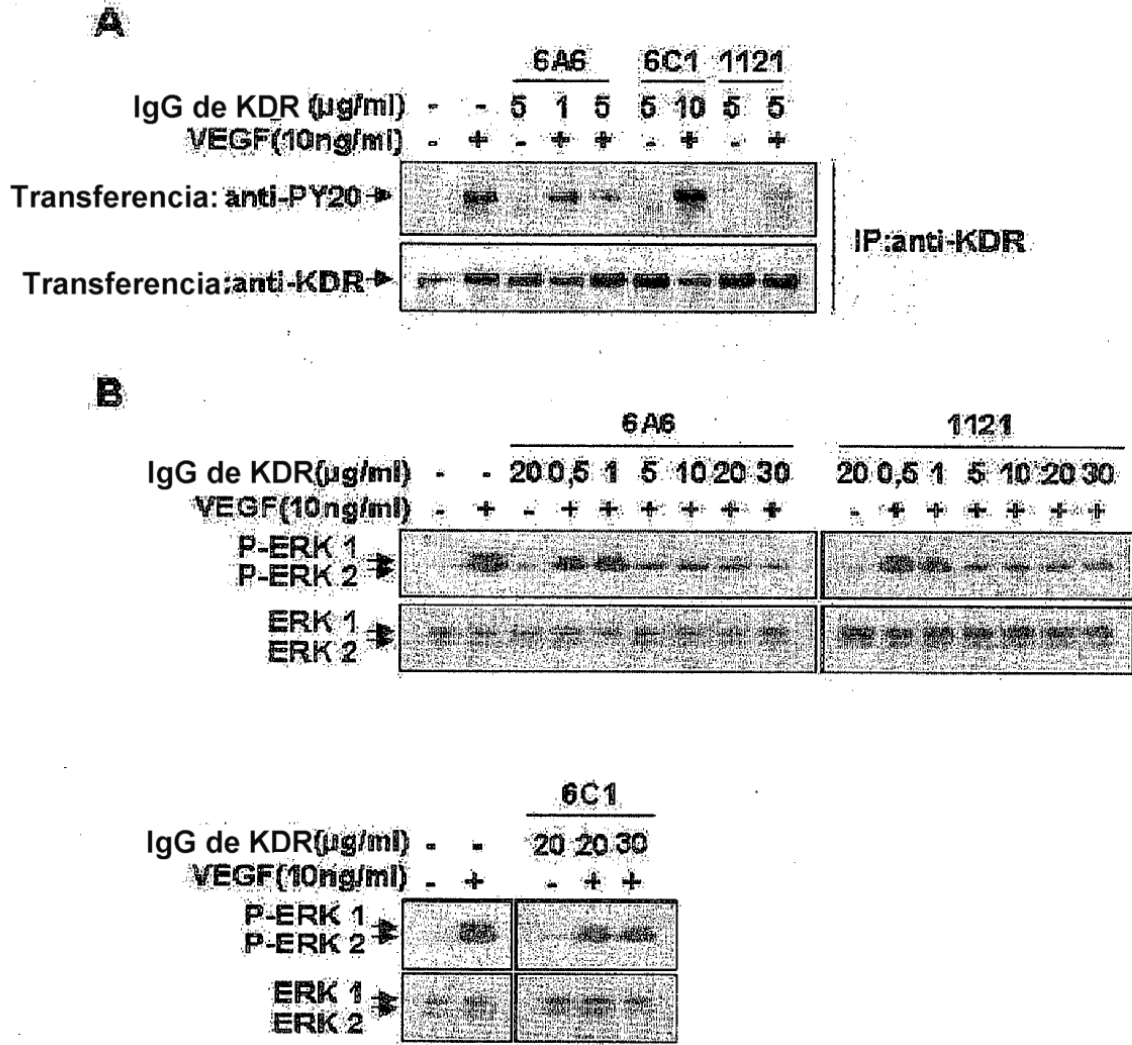 A
6A6 6C1 1121
IgG de KDR (µg/ml) - - 5 1 5 5 10 5 5
VEGF(10ng/ml) - + - + + - + - +
Transferencia: anti-PY20
IP:anti-KDR
Transferencia:anti-KDR
B
6A6 1121
IgG de KDR(µg/ml) - - 20 0,5 1 5 10 20 30 20 0,5 1 5 10 20 30
VEGF(10ng/ml) - + - + + + + + + - + + + + + +
P-ERK 1
P-ERK 2
ERK 1
ERK 2
6C1
IgG de KDR(µg/ml) - - 20 20 30
VEGF(10ng/ml) - + - + +
P-ERK 1
P-ERK 2
ERK 1
ERK 2